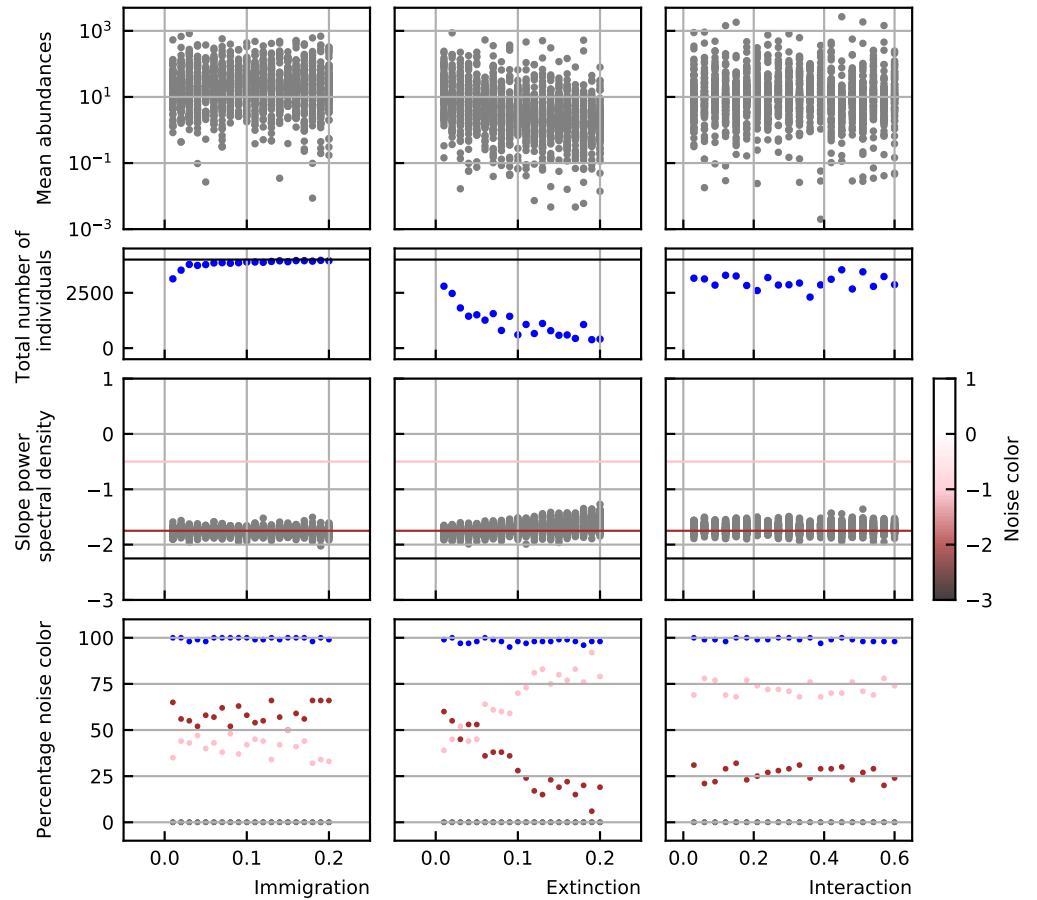 Mean abundances
10³
10¹
10⁻¹
10⁻³
Total number of
individuals
2500
0
Slope power
spectral density
1
0
−1
−2
−3
1
0
−1
−2
−3
Noise color
Percentage noise color
100
75
50
25
0
0.0 0.1 0.2
0.0 0.1 0.2
0.0 0.2 0.4 0.6
Immigration
Extinction
Interaction